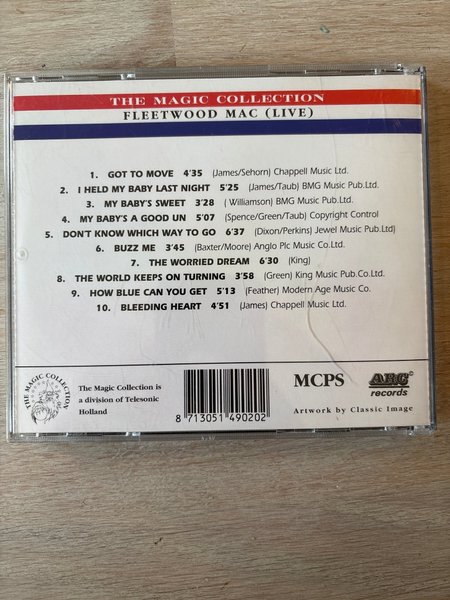 THE MAGIC COLLECTION
FLEETWOOD MAC (LIVE)
1. GOT TO MOVE 4'35 (James/Sehorn) Chappell Music Ltd.
2. I HELD MY BABY LAST NIGHT 5'25 (James/Taub) BMG Music Pub.Ltd.
3. MY BABY'S SWEET 3'28 ( Williamson) BMG Music Pub.Ltd.
4. MY BABY'S A GOOD UN 5'07 (Spence/Green/Taub) Copyright Control
5. DON'T KNOW WHICH WAY TO GO 6'37 (Dixon/Perkins) Jewel Music Pub.Ltd)
6. BUZZ ME 3'45 (Baxter/Moore) Anglo Plc Music Co.Ltd.
7. THE WORRIED DREAM 6'30 (King)
8. THE WORLD KEEPS ON TURNING 3'58 (Green) King Music Pub.Co.Ltd.
9. HOW BLUE CAN YOU GET 5'13 (Feather) Modern Age Music Co.
10. BLEEDING HEART 4'51 (James) Chappell Music Ltd.
THE MAGIC COLLECTION
The Magic Collection is
a division of Telesonic
Holland
8 713051 490202
MCPS
ARC
records
Artwork by Classic Image